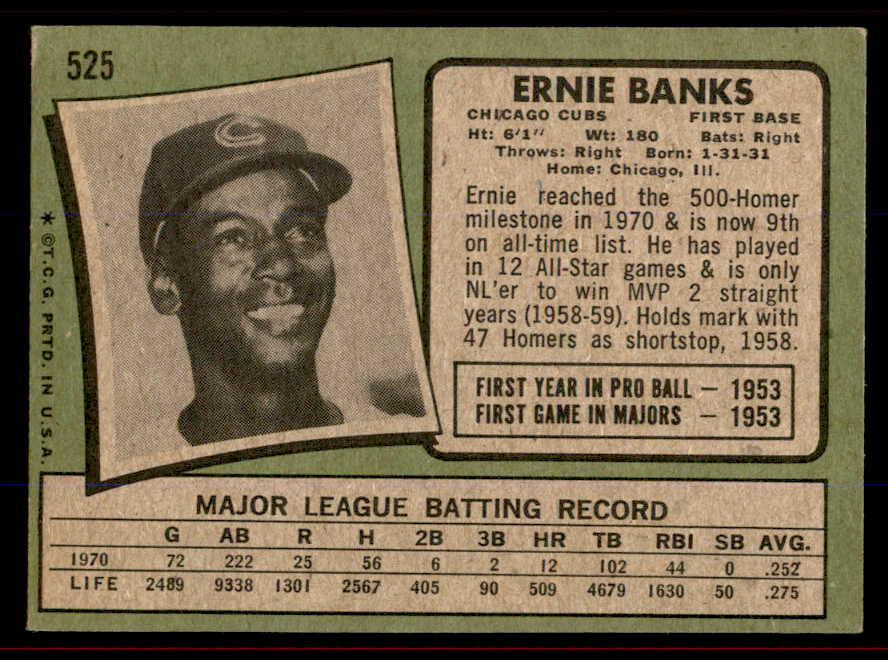 525
C
* ©T.C.G. PRTD. IN U.S.A.
ERNIE BANKS
CHICAGO CUBS FIRST BASE
Ht: 6'1" Wt: 180 Bats: Right
Throws: Right Born: 1-31-31
Home: Chicago, Ill.
Ernie reached the 500-Homer
milestone in 1970 & is now 9th
on all-time list. He has played
in 12 All-Star games & is only
NL'er to win MVP 2 straight
years (1958-59). Holds mark with
47 Homers as shortstop, 1958.
FIRST YEAR IN PRO BALL — 1953
FIRST GAME IN MAJORS — 1953
MAJOR LEAGUE BATTING RECORD
G AB R H 2B 3B HR TB RBI SB AVG.
1970 72 222 25 56 6 2 12 102 44 0 .252
LIFE 2489 9338 1301 2567 405 90 509 4679 1630 50 .275